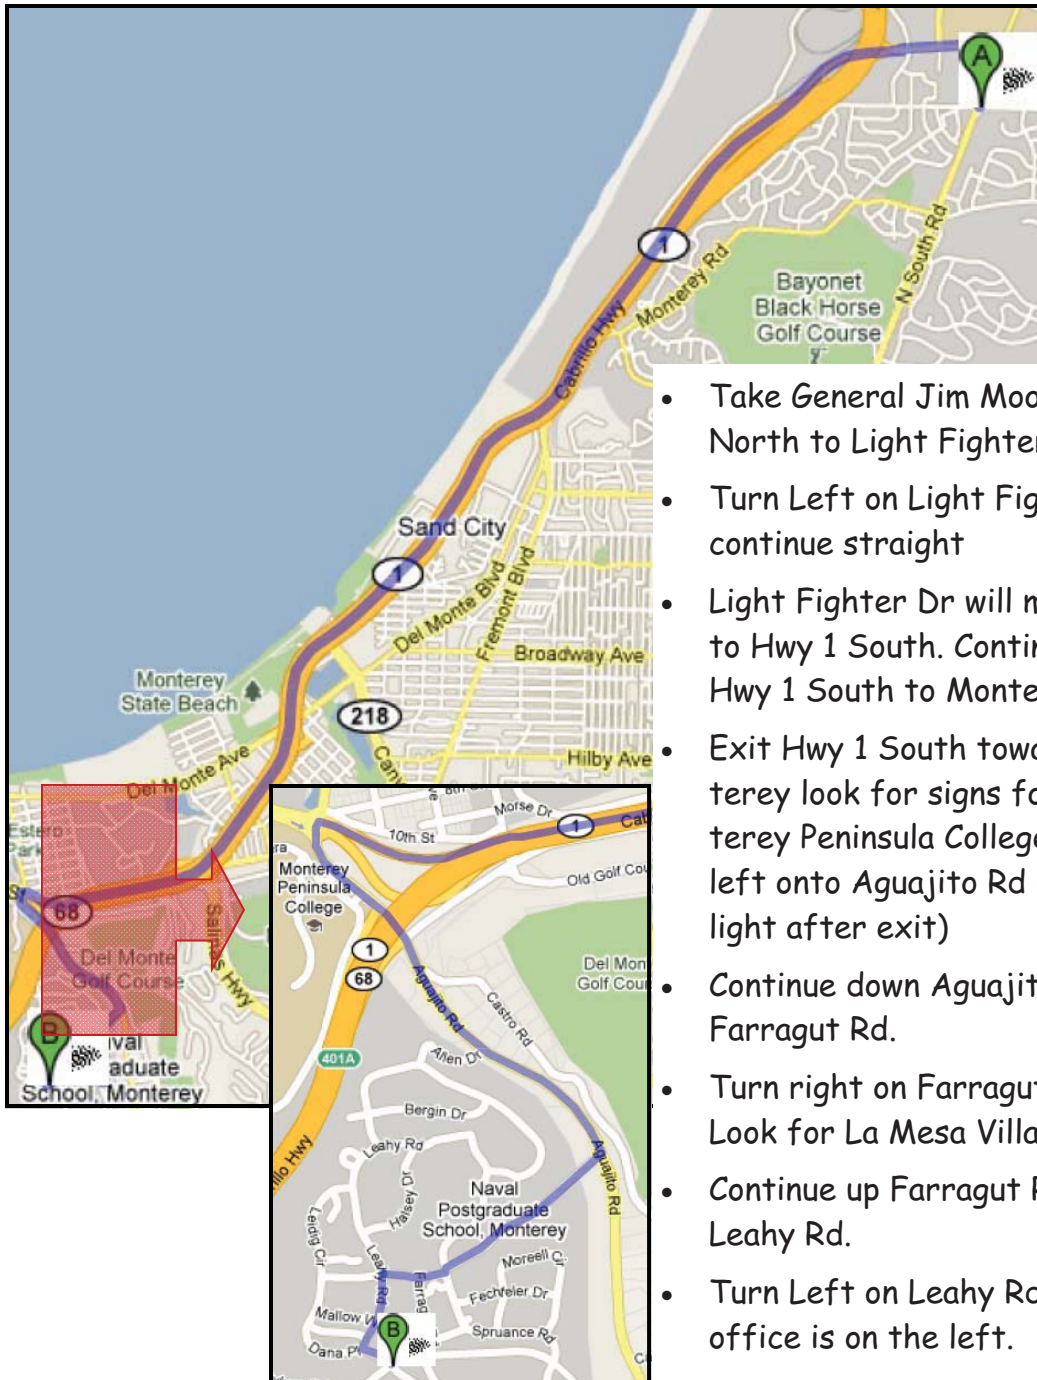 A
1
Monterey Rd
N South Rd
Bayonet
Black Horse
Golf Course
Cabrillo Hwy
Sand City
1
Del Monte Blvd
Fremont Blvd
Broadway Ave
Monterey
State Beach
218
Hilby Ave
Del Monte Ave
Estero
Park
St
68
Salinas Hwy
Del Monte
Golf Course
B
School, Monterey
Morse Dr
10th St
1
Monterey
Peninsula
College
Old Golf Cou
1
68
Del Mon
Golf Cou
Aguajito Rd
Castro Rd
401A
Allen Dr
Bergin Dr
Leahy Rd
Halsey Dr
Aguajito Rd
Naval
Postgraduate
School, Monterey
Leidig Cir
Leahy Rd
Farrag
Moreell Cir
Fechteler Dr
Mallow
Spruance Rd
Dana Pl
B
• Take General Jim Moo
North to Light Fighte
• Turn Left on Light Fig
continue straight
• Light Fighter Dr will m
to Hwy 1 South. Contin
Hwy 1 South to Monte
• Exit Hwy 1 South towa
terey look for signs fo
terey Peninsula College
left onto Aguajito Rd
light after exit)
• Continue down Aguajit
Farragut Rd.
• Turn right on Farragut
Look for La Mesa Villa
• Continue up Farragut R
Leahy Rd.
• Turn Left on Leahy Rd
office is on the left.